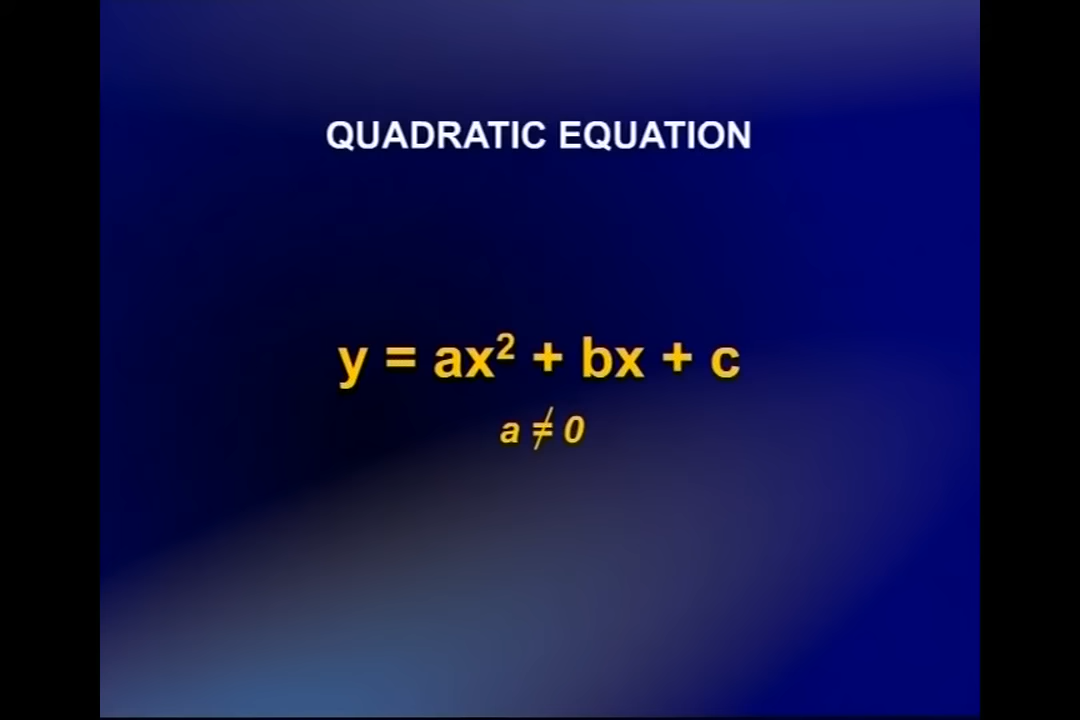 QUADRATIC EQUATION
y = ax² + bx + c
a ≠ 0